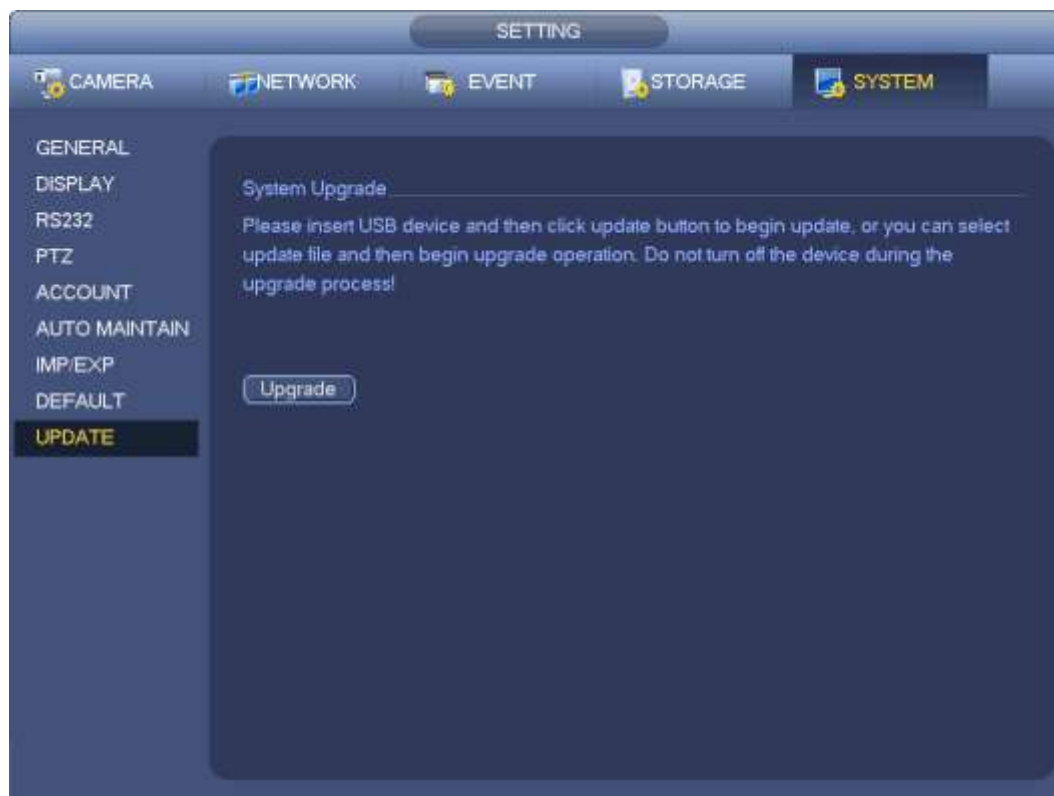 SETTING
CAMERA NETWORK EVENT STORAGE SYSTEM
GENERAL
DISPLAY
RS232
PTZ
ACCOUNT
AUTO MAINTAIN
IMP/EXP
DEFAULT
UPDATE
System Upgrade
Please insert USB device and then click update button to begin update, or you can select
update file and then begin upgrade operation. Do not turn off the device during the
upgrade process!
Upgrade